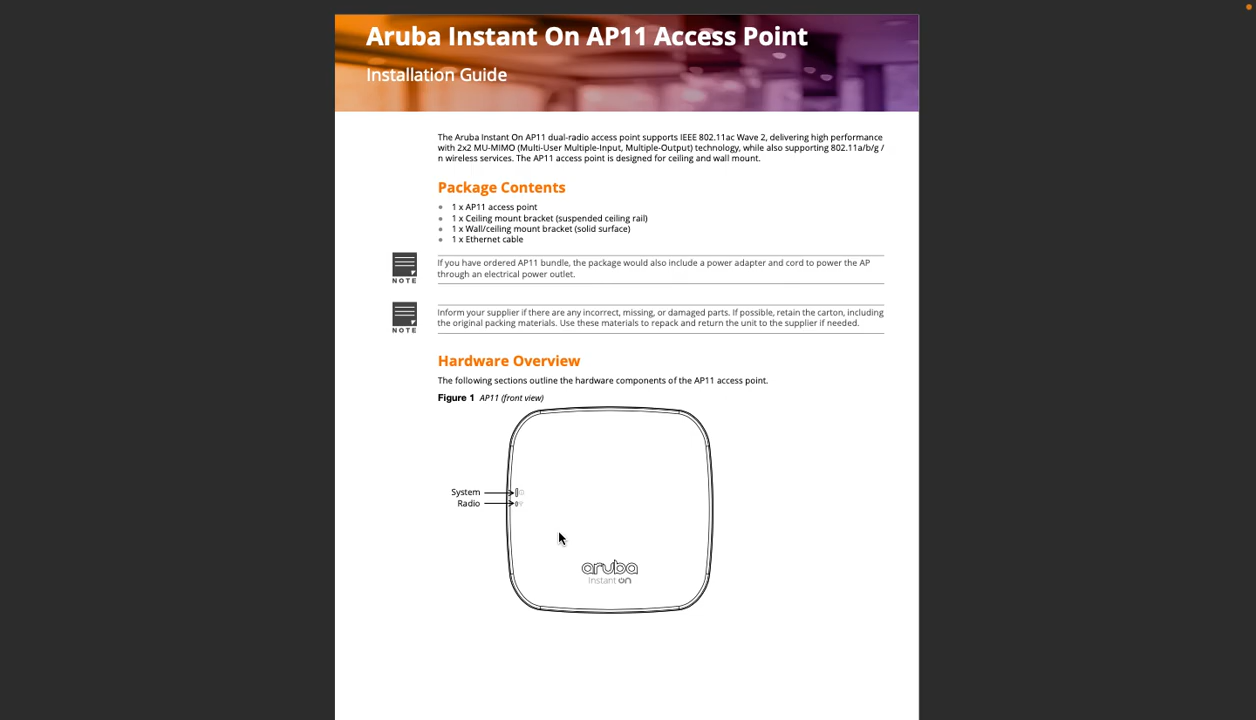 Aruba Instant On AP11 Access Point
Installation Guide
The Aruba Instant On AP11 dual-radio access point supports IEEE 802.11ac Wave 2, delivering high performance
with 2x2 MU-MIMO (Multi-User Multiple-Input, Multiple-Output) technology, while also supporting 802.11a/b/g /
n wireless services. The AP11 access point is designed for ceiling and wall mount.
Package Contents
• 1 x AP11 access point
• 1 x Ceiling mount bracket (suspended ceiling rail)
• 1 x Wall/ceiling mount bracket (solid surface)
• 1 x Ethernet cable
NOTE
If you have ordered AP11 bundle, the package would also include a power adapter and cord to power the AP
through an electrical power outlet.
NOTE
Inform your supplier if there are any incorrect, missing, or damaged parts. If possible, retain the carton, including
the original packing materials. Use these materials to repack and return the unit to the supplier if needed.
Hardware Overview
The following sections outline the hardware components of the AP11 access point.
Figure 1 AP11 (front view)
System
Radio
aruba
Instant on